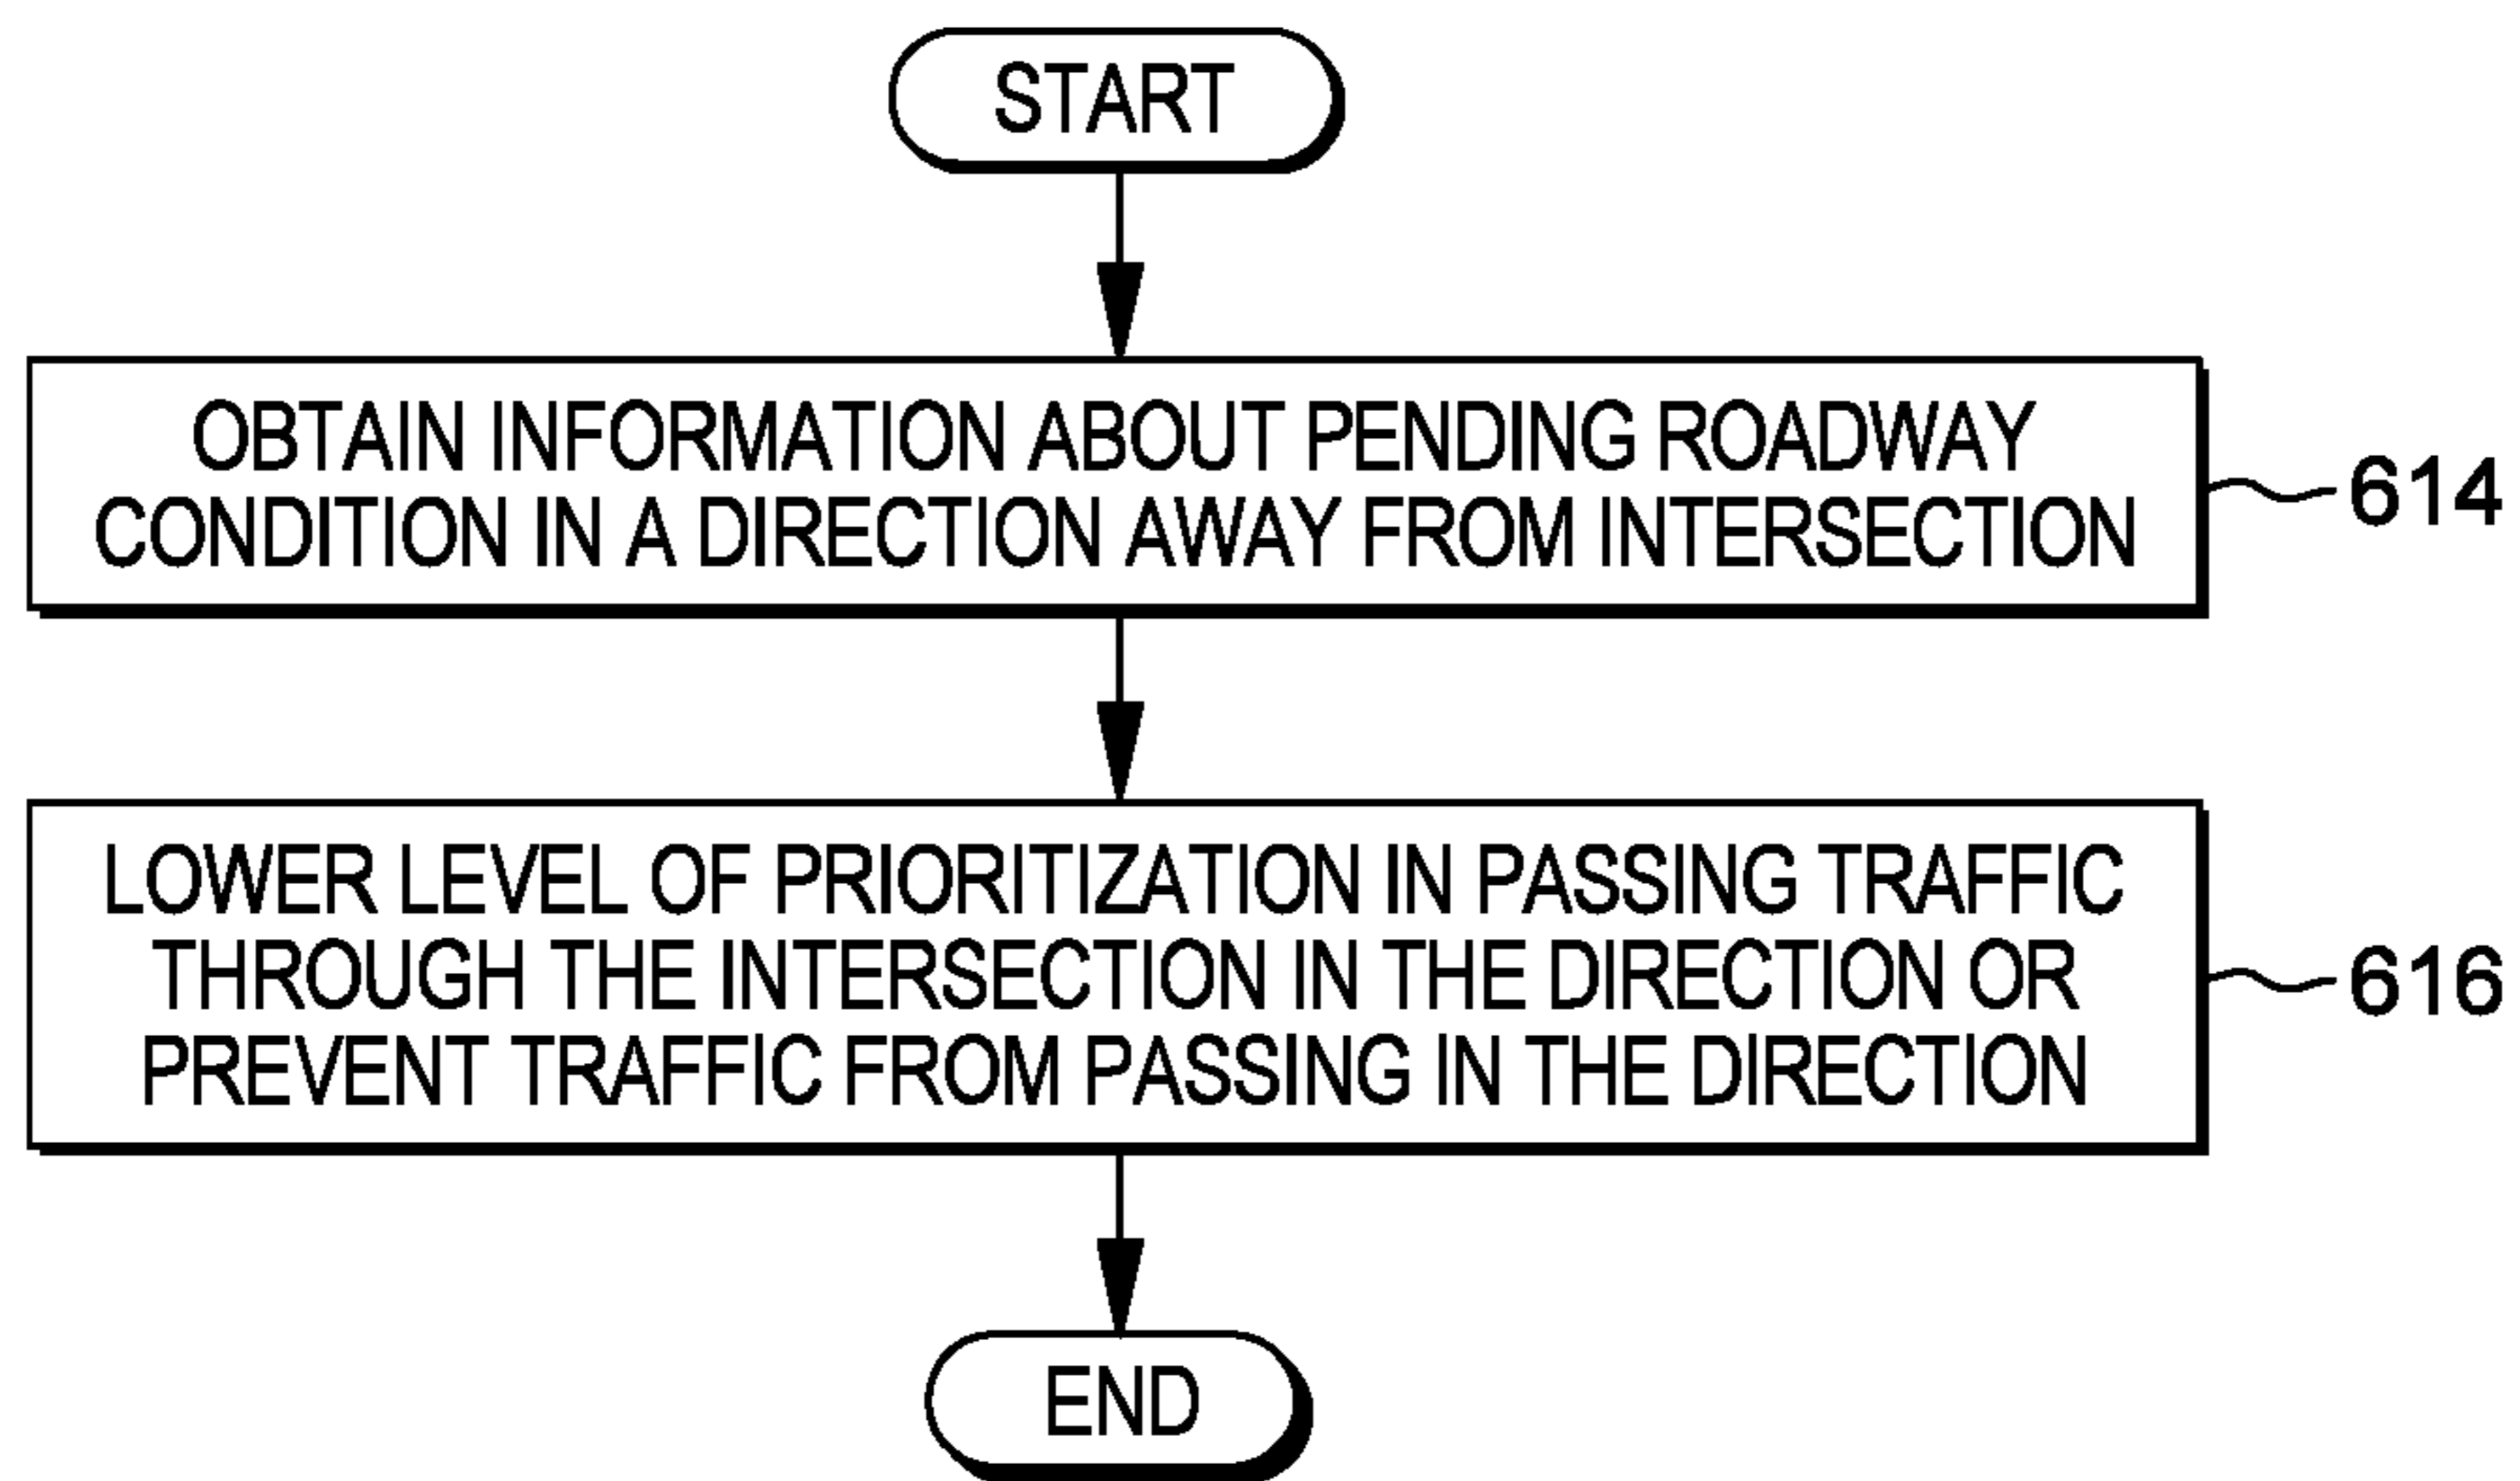 START
OBTAIN INFORMATION ABOUT PENDING ROADWAY
CONDITION IN A DIRECTION AWAY FROM INTERSECTION
614
LOWER LEVEL OF PRIORITIZATION IN PASSING TRAFFIC
THROUGH THE INTERSECTION IN THE DIRECTION OR
PREVENT TRAFFIC FROM PASSING IN THE DIRECTION
616
END